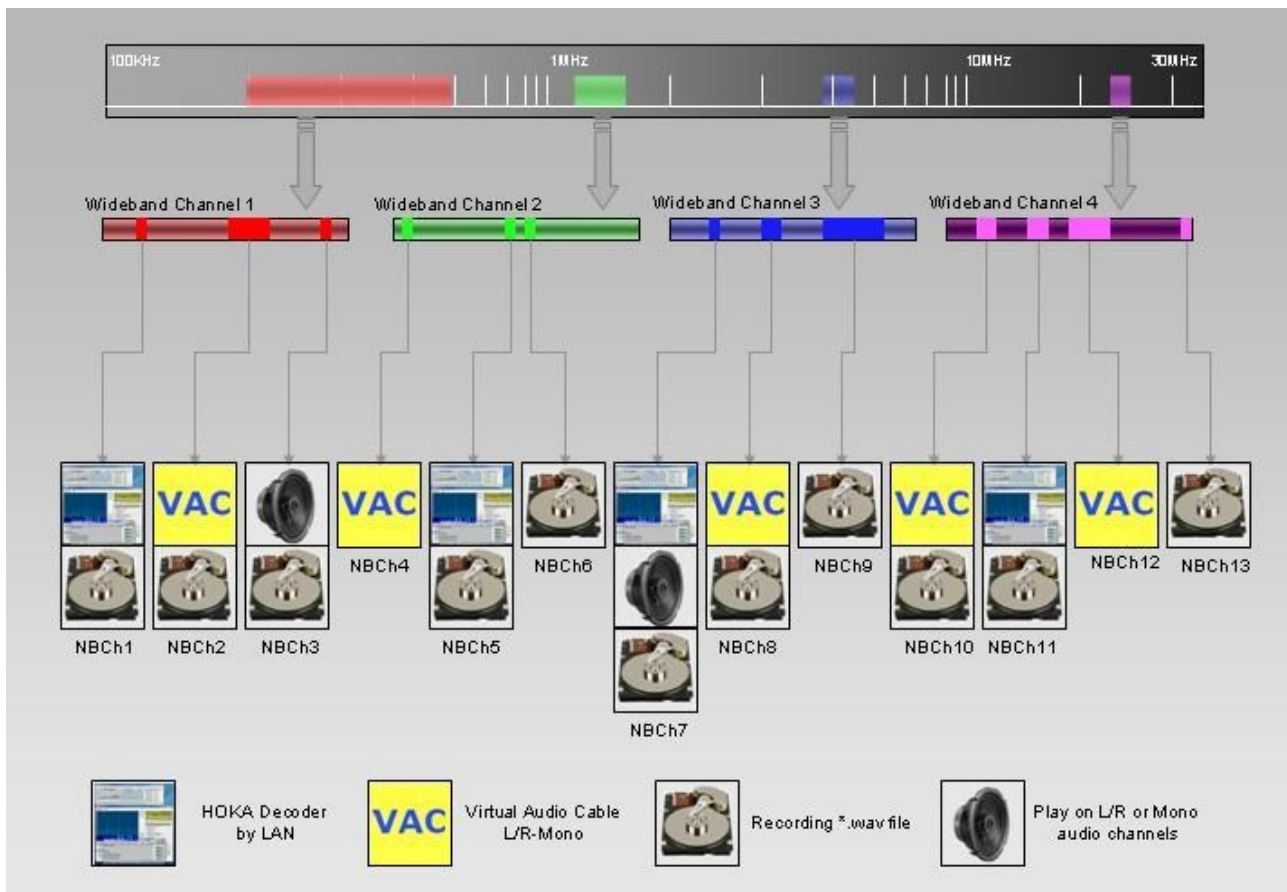 100KHz 1MHz 10MHz 30MHz
Wideband Channel 1 Wideband Channel 2 Wideband Channel 3 Wideband Channel 4
VAC VAC VAC VAC VAC
NBCh4 NBCh6 NBCh9 NBCh12 NBCh13
NBCh1 NBCh2 NBCh3 NBCh5 NBCh8 NBCh10 NBCh11
NBCh7
HOKA Decoder
by LAN
VAC
Virtual Audio Cable
L/R-Mono
Recording *.wav file
Play on L/R or Mono
audio channels